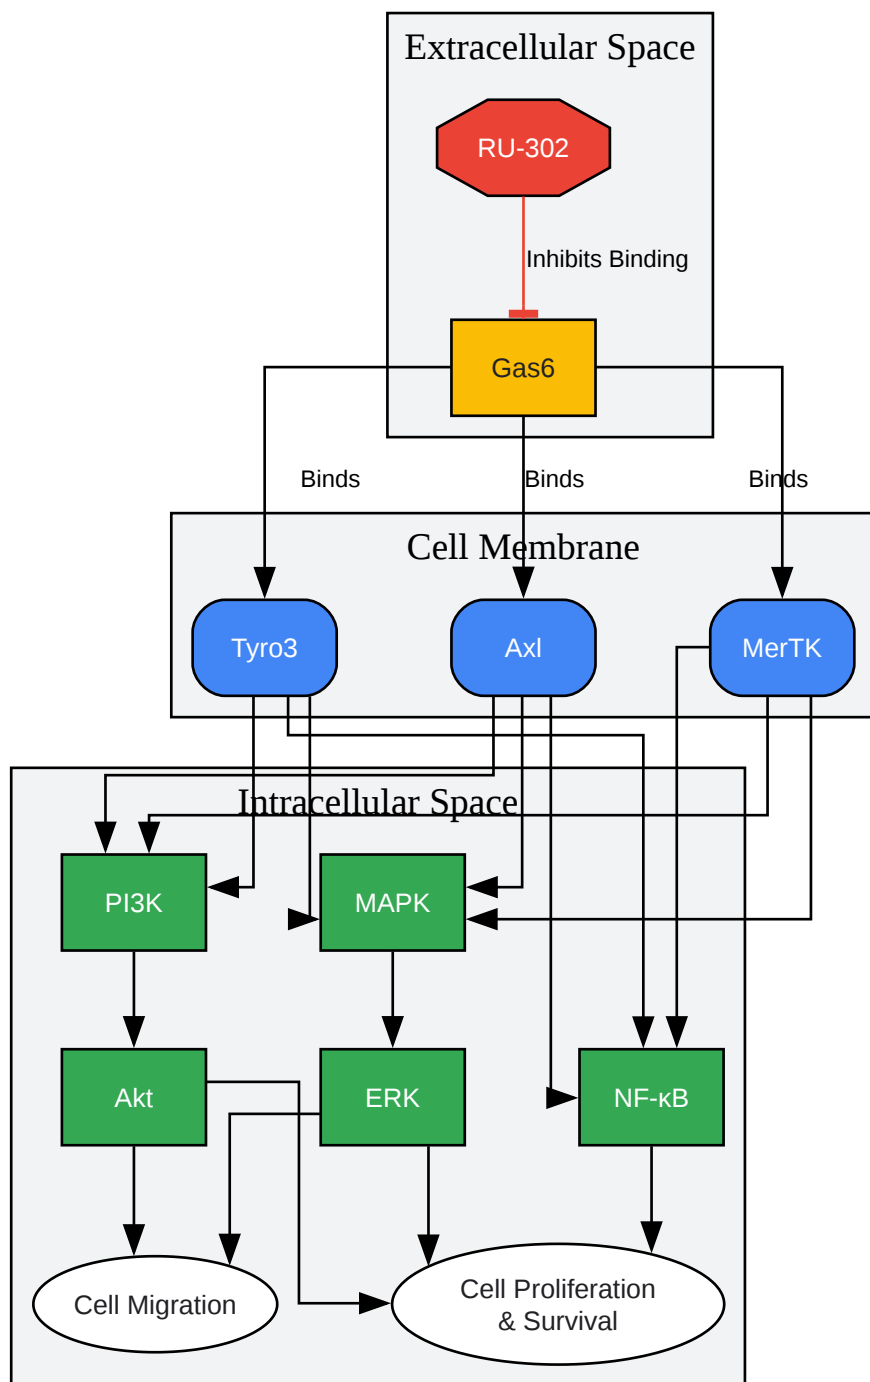 Extracellular Space
RU-302
Inhibits Binding
Gas6
Binds
Binds
Binds
Cell Membrane
Tyro3
Axl
MerTK
Intracellular Space
PI3K
MAPK
Akt
ERK
NF-κB
Cell Migration
Cell Proliferation
& Survival